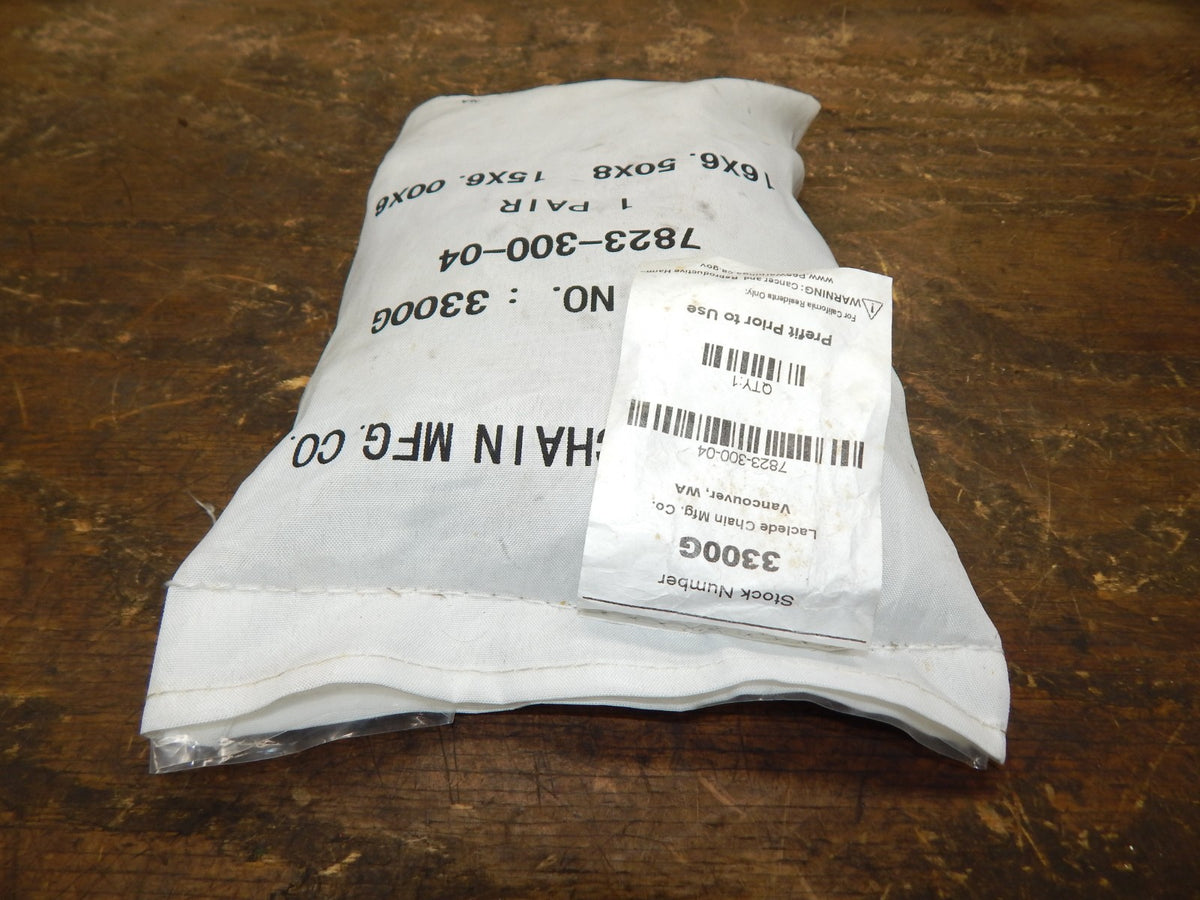 CHAIN MFG. CO.
NO. : 3300G
7823-300-04
1 PAIR
16X6. 50X8 15X6. 00X6
Stock Number
3300G
Laclede Chain Mfg. Co.
Vancouver, WA
7823-300-04
QTY:1
Prefit Prior to Use
For California Residents Only:
WARNING: Cancer and Reproductive Harm
www